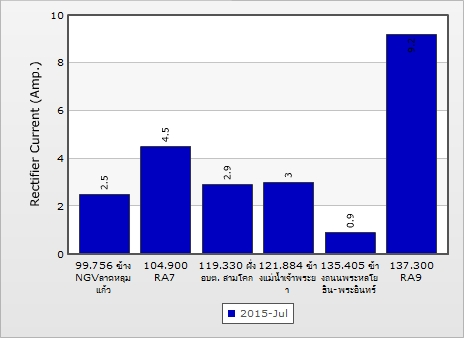 10
8
6
4
2
0
Rectifier Current (Amp.)
2.5
4.5
2.9
3
0.9
99.756 ข้าง
NGVลาดหลุม
แก้ว
104.900
RA7
119.330 ฝั่ง
อบต. สามโคก
121.884 ข้า
งแม่น้ำเจ้าพระย
า
135.405 ข้า
งถนนพระหลโย
ธิน-พระอินทร์
137.300
RA9
2015-Jul